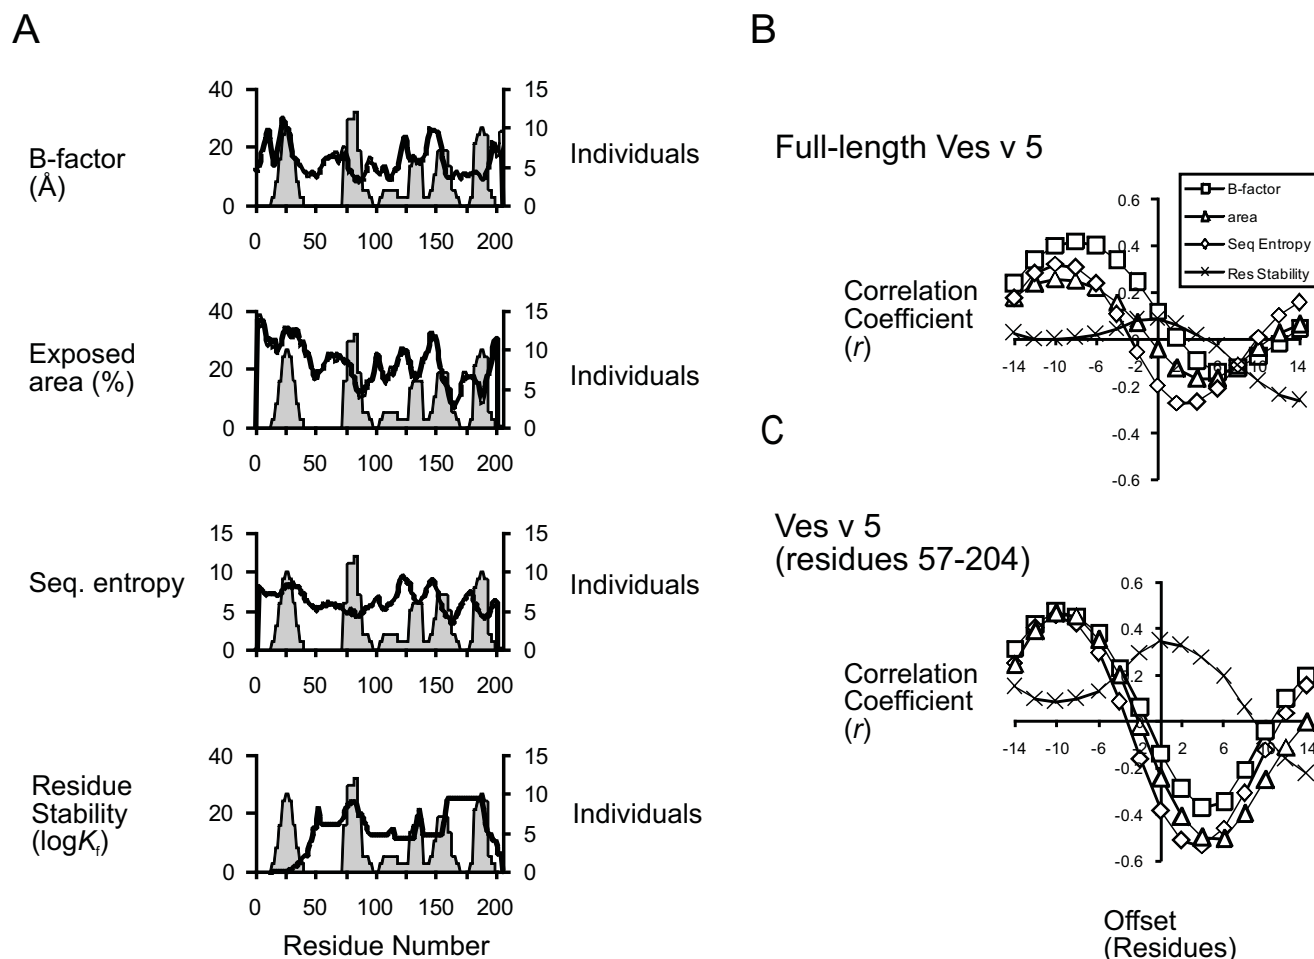 A
B-factor
(Å)
40
20
0
15
10
5
0
0 50 100 150 200
Individuals
Exposed
area (%)
40
20
0
15
10
5
0
0 50 100 150 200
Individuals
Seq. entropy
15
10
5
0
15
10
5
0
0 50 100 150 200
Individuals
Residue
Stability
(logKf)
40
20
0
15
10
5
0
0 50 100 150 200
Individuals
Residue Number
B
Full-length Ves v 5
B-factor
area
Seq Entropy
Res Stability
Correlation
Coefficient
(r)
0.6
0.4
0.2
-0.2
-0.4
-0.6
-14 -10 -6 -2 10 14
C
Ves v 5
(residues 57-204)
Correlation
Coefficient
(r)
0.6
0.4
0.2
-0.2
-0.4
-0.6
-14 -10 -6 -2 2 6 10 14
Offset
(Residues)